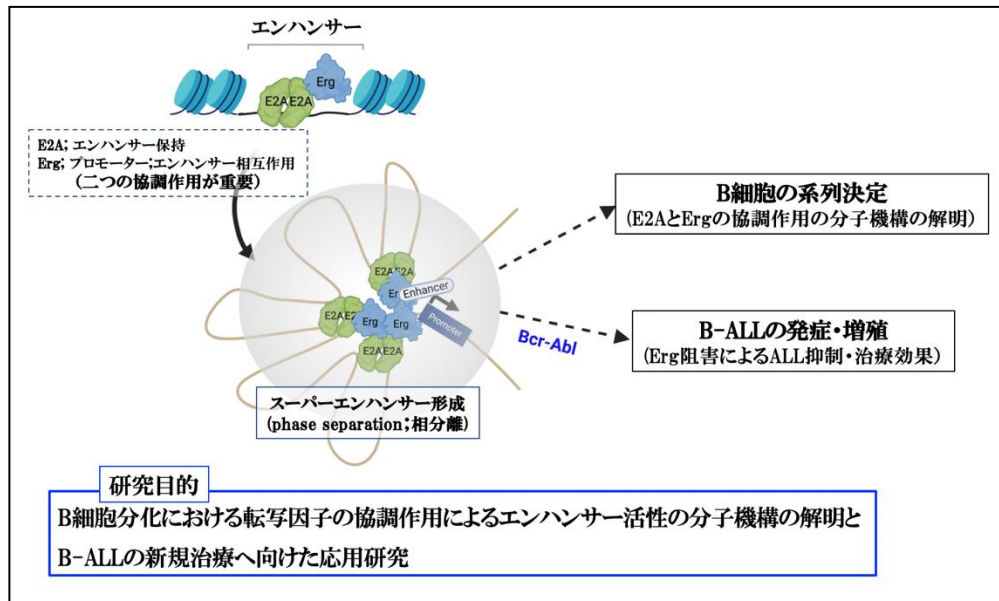 エンハンサー
Erg
E2A E2A
E2A; エンハンサー保持
Erg; プロモーター;エンハンサー相互作用
(二つの協調作用が重要)
B細胞の系列決定
(E2AとErgの協調作用の分子機構の解明)
E2A E2A
Erg Enhancer
E2A E2A Erg Erg Promoter
E2A E2A
Bcr-Abl
B-ALLの発症・増殖
(Erg阻害によるALL抑制・治療効果)
スーパーエンハンサー形成
(phase separation;相分離)
研究目的
B細胞分化における転写因子の協調作用によるエンハンサー活性の分子機構の解明と
B-ALLの新規治療へ向けた応用研究